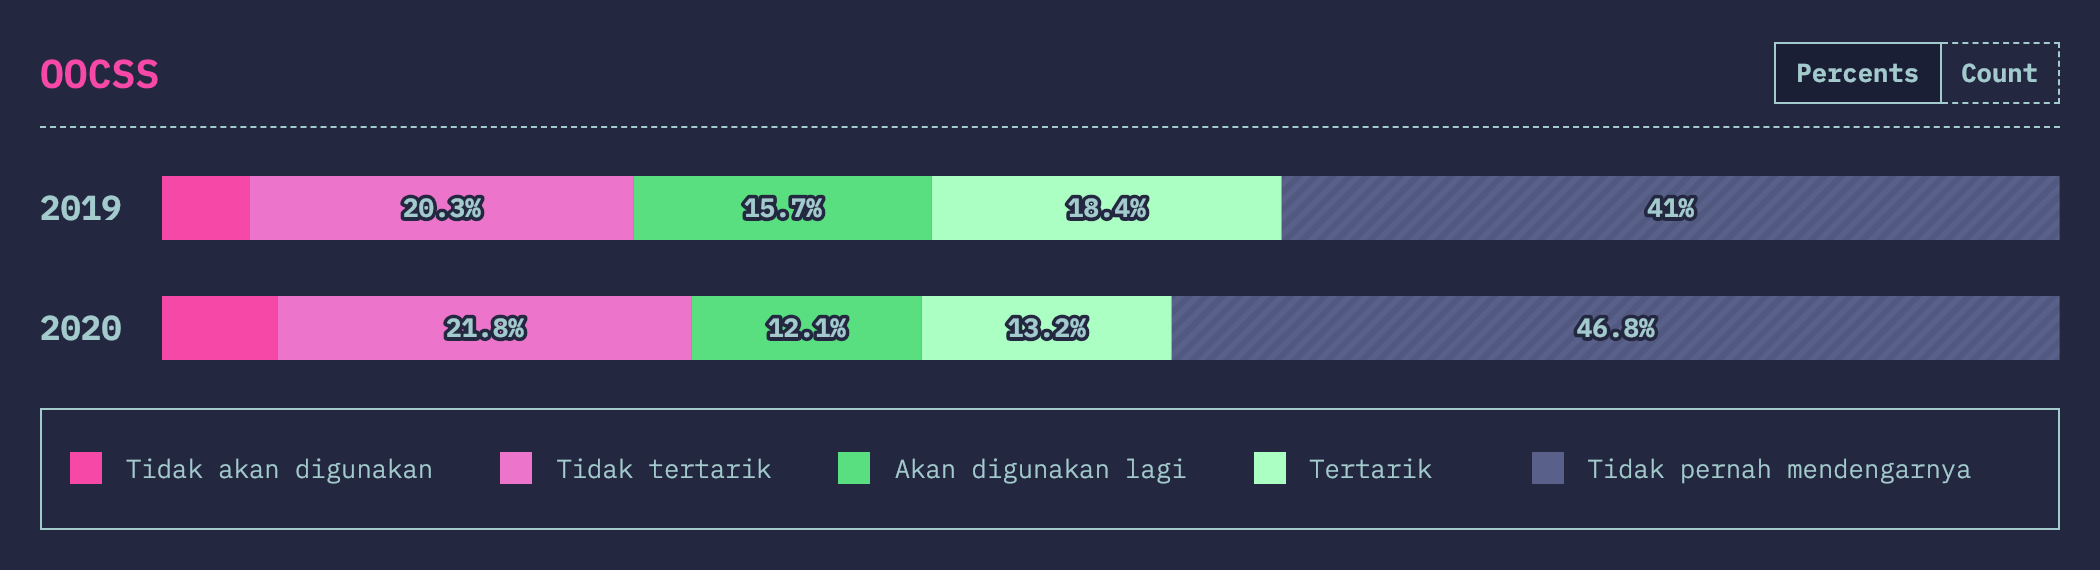 OOCSS
Percents Count
2019 20.3% 15.7% 18.4% 41%
2020 21.8% 12.1% 13.2% 46.8%
Tidak akan digunakan Tidak tertarik Akan digunakan lagi Tertarik Tidak pernah mendengarnya